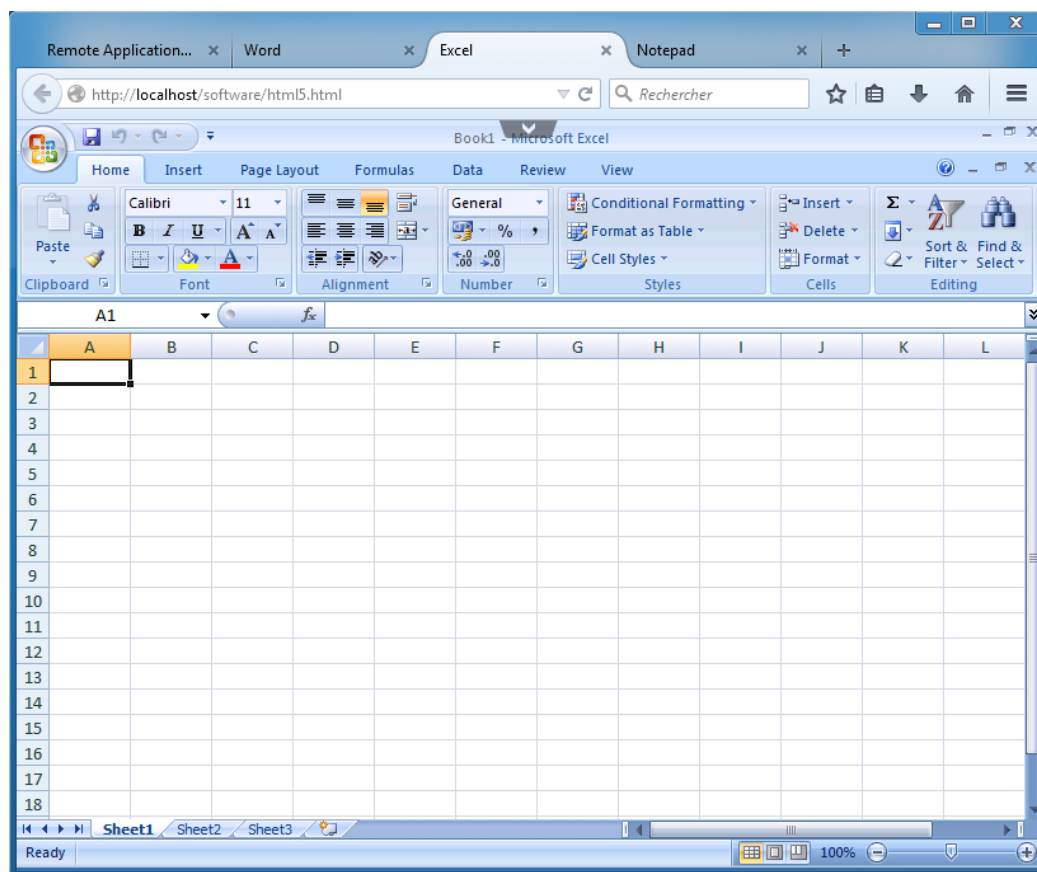 Remote Application... Word Excel Notepad
http://localhost/software/html5.html Rechercher
Book1 - Microsoft Excel
Home Insert Page Layout Formulas Data Review View
Calibri 11 General Conditional Formatting Insert Σ
Paste B I U A A % , Format as Table Delete Sort & Filter Find & Select
A Cell Styles Format
Clipboard Font Alignment Number Styles Cells Editing
A1 fx
A B C D E F G H I J K L
1
2
3
4
5
6
7
8
9
10
11
12
13
14
15
16
17
18
Sheet1 Sheet2 Sheet3
Ready 100%